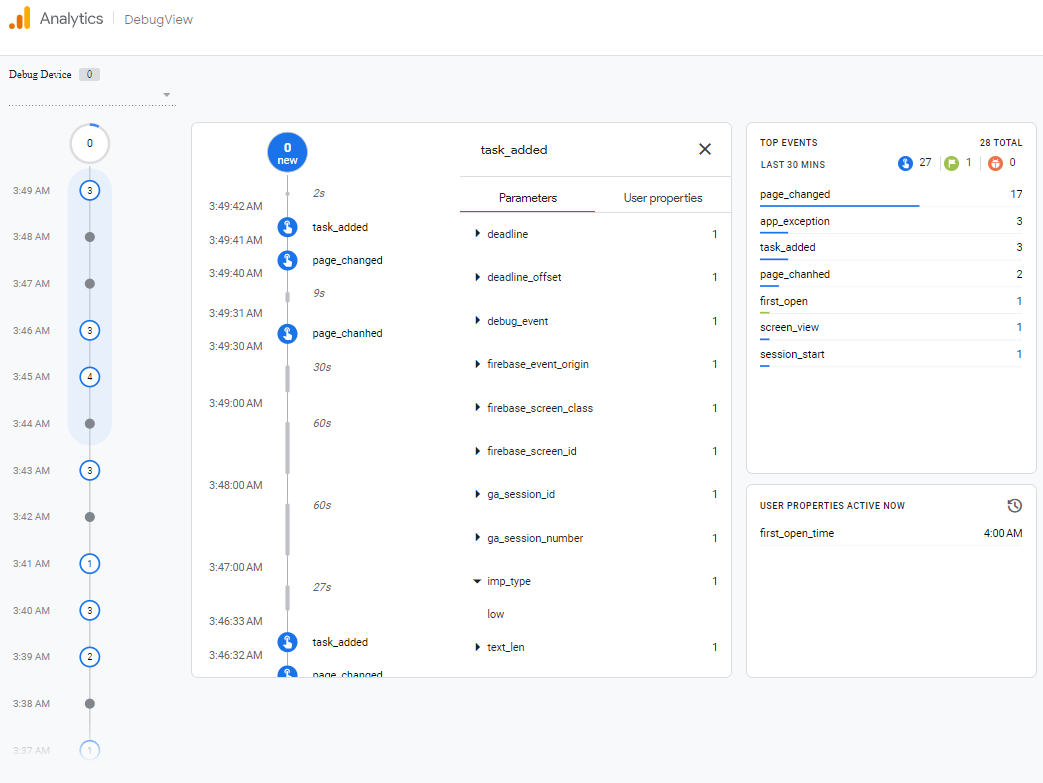 Analytics DebugView
Debug Device 0
0
3:49 AM 3
3:48 AM
3:47 AM
3:46 AM 3
3:45 AM 4
3:44 AM
3:43 AM 3
3:42 AM
3:41 AM 1
3:40 AM 3
3:39 AM 2
3:38 AM
3:37 AM 1
0
new
2s
3:49:42 AM
task_added
3:49:41 AM
page_changed
3:49:40 AM
9s
3:49:31 AM
page_chanhed
3:49:30 AM
30s
3:49:00 AM
60s
3:48:00 AM
60s
3:47:00 AM
27s
3:46:33 AM
task_added
3:46:32 AM
page_changed
task_added
Parameters User properties
deadline 1
deadline_offset 1
debug_event 1
firebase_event_origin 1
firebase_screen_class 1
firebase_screen_id 1
ga_session_id 1
ga_session_number 1
imp_type 1
low
text_len 1
TOP EVENTS 28 TOTAL
LAST 30 MINS 27 1 0
page_changed 17
app_exception 3
task_added 3
page_chanhed 2
first_open 1
screen_view 1
session_start 1
USER PROPERTIES ACTIVE NOW
first_open_time 4:00 AM